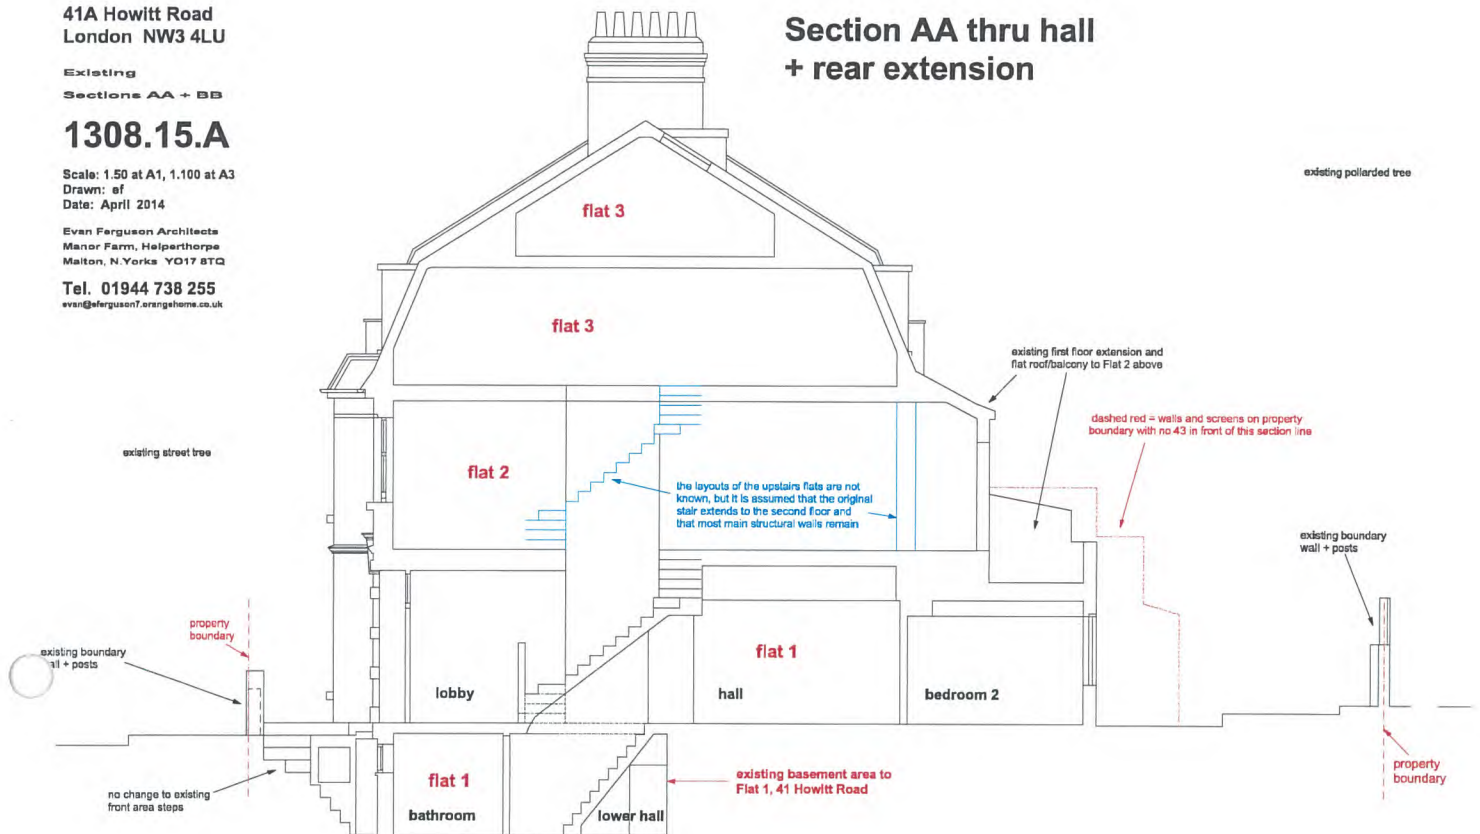 41A Howitt Road
London NW3 4LU
Existing
Sections AA + BB
1308.15.A
Scale: 1.50 at A1, 1.100 at A3
Drawn: ef
Date: April 2014
Evan Ferguson Architects
Manor Farm, Helperthorpe
Malton, N.Yorks YO17 8TQ
Tel. 01944 738 255
evan@eferguson7.orangehome.co.uk
Section AA thru hall
+ rear extension
existing pollarded tree
flat 3
flat 3
existing first floor extension and
flat roof/balcony to Flat 2 above
dashed red = walls and screens on property
boundary with no 43 in front of this section line
existing street tree
flat 2
the layouts of the upstairs flats are not
known, but it is assumed that the original
stair extends to the second floor and
that most main structural walls remain
existing boundary
wall + posts
property
boundary
existing boundary
all + posts
flat 1
lobby
hall
bedroom 2
no change to existing
front area steps
flat 1
bathroom
lower hall
existing basement area to
Flat 1, 41 Howitt Road
property
boundary